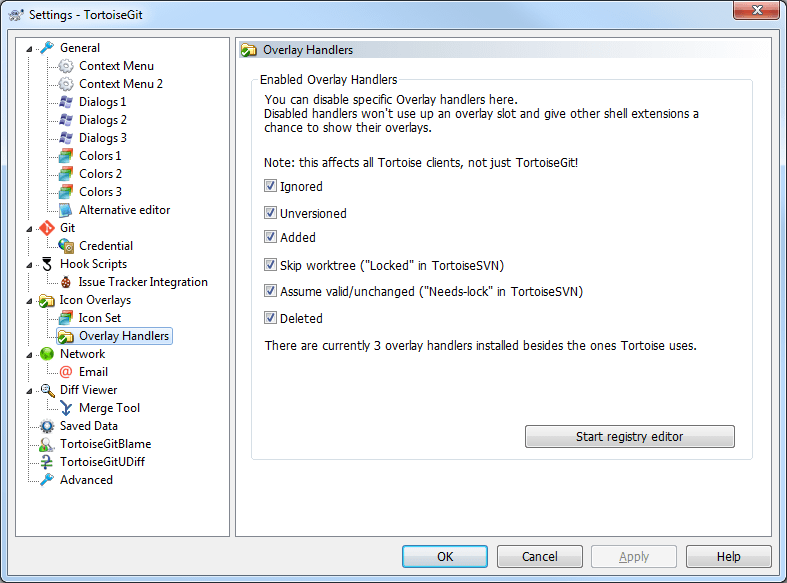 Settings - TortoiseGit
General
Context Menu
Context Menu 2
Dialogs 1
Dialogs 2
Dialogs 3
Colors 1
Colors 2
Colors 3
Alternative editor
Git
Credential
Hook Scripts
Issue Tracker Integration
Icon Overlays
Icon Set
Overlay Handlers
Network
Email
Diff Viewer
Merge Tool
Saved Data
TortoiseGitBlame
TortoiseGitUDiff
Advanced
Overlay Handlers
Enabled Overlay Handlers
You can disable specific Overlay handlers here.
Disabled handlers won't use up an overlay slot and give other shell extensions a
chance to show their overlays.
Note: this affects all Tortoise clients, not just TortoiseGit!
Ignored
Unversioned
Added
Skip worktree ("Locked" in TortoiseSVN)
Assume valid/unchanged ("Needs-lock" in TortoiseSVN)
Deleted
There are currently 3 overlay handlers installed besides the ones Tortoise uses.
Start registry editor
OK
Cancel
Apply
Help